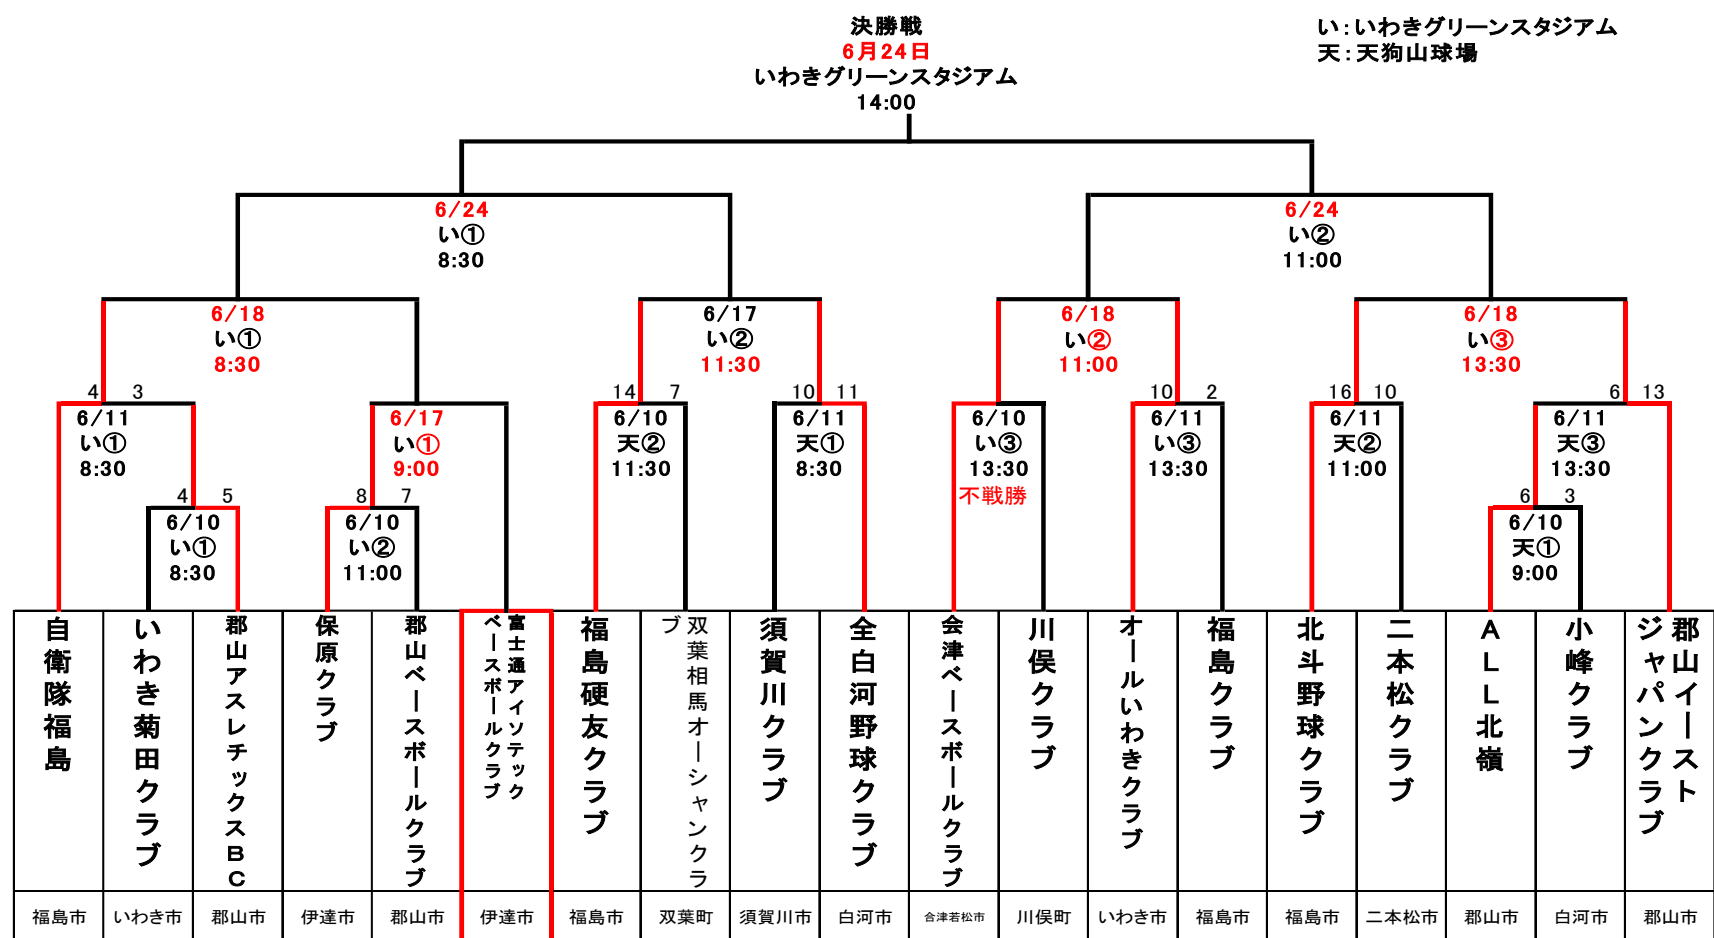 決勝戦
6月24日
いわきグリーンスタジアム
14:00
い:いわきグリーンスタジアム
天:天狗山球場
6/24
い①
8:30
6/24
い②
11:00
6/18
い①
8:30
6/17
い②
11:30
6/18
い②
11:00
6/18
い③
13:30
4 3
14 7
10 11
10 2
16 10
6 13
6/11
い①
8:30
6/17
い①
9:00
6/10
天②
11:30
6/11
天①
8:30
6/10
い③
13:30
不戦勝
6/11
い③
13:30
6/11
天②
11:00
6/11
天③
13:30
4 5
8 7
6 3
6/10
い①
8:30
6/10
い②
11:00
6/10
天①
9:00
自衛隊福島
いわき菊田クラブ
郡山アスレチックスBC
保原クラブ
郡山ベースボールクラブ
富士通アイソテック
ベースボールクラブ
福島硬友クラブ
双葉相馬オーシャンクラ
ブ
須賀川クラブ
全白河野球クラブ
会津ベースボールクラブ
川俣クラブ
オールいわきクラブ
福島クラブ
北斗野球クラブ
二本松クラブ
ALL北嶺
小峰クラブ
郡山イースト
ジャパンクラブ
福島市
いわき市
郡山市
伊達市
郡山市
伊達市
福島市
双葉町
須賀川市
白河市
合津若松市
川俣町
いわき市
福島市
福島市
二本松市
郡山市
白河市
郡山市